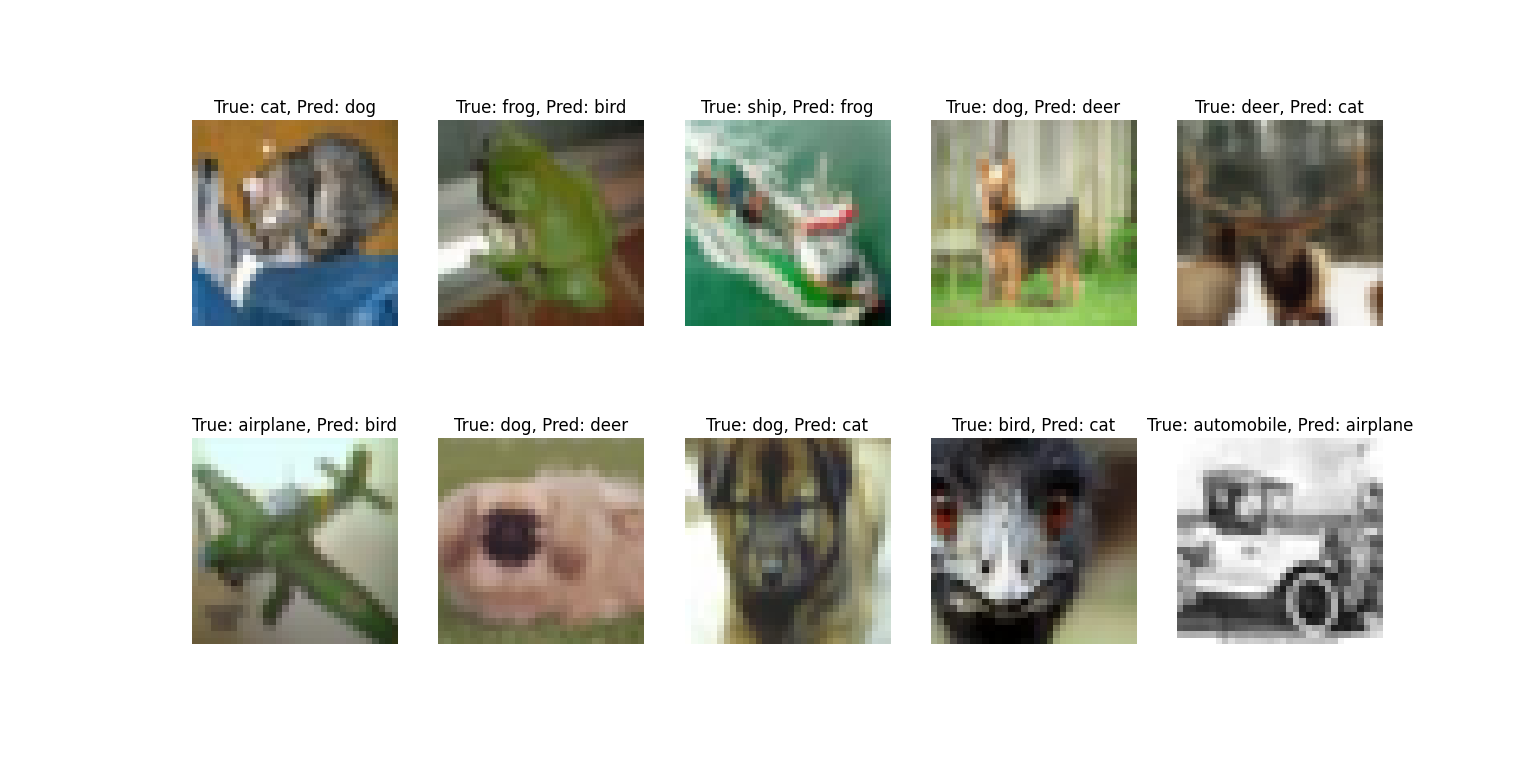 True: cat, Pred: dog
True: frog, Pred: bird
True: ship, Pred: frog
True: dog, Pred: deer
True: deer, Pred: cat
True: airplane, Pred: bird
True: dog, Pred: deer
True: dog, Pred: cat
True: bird, Pred: cat
True: automobile, Pred: airplane